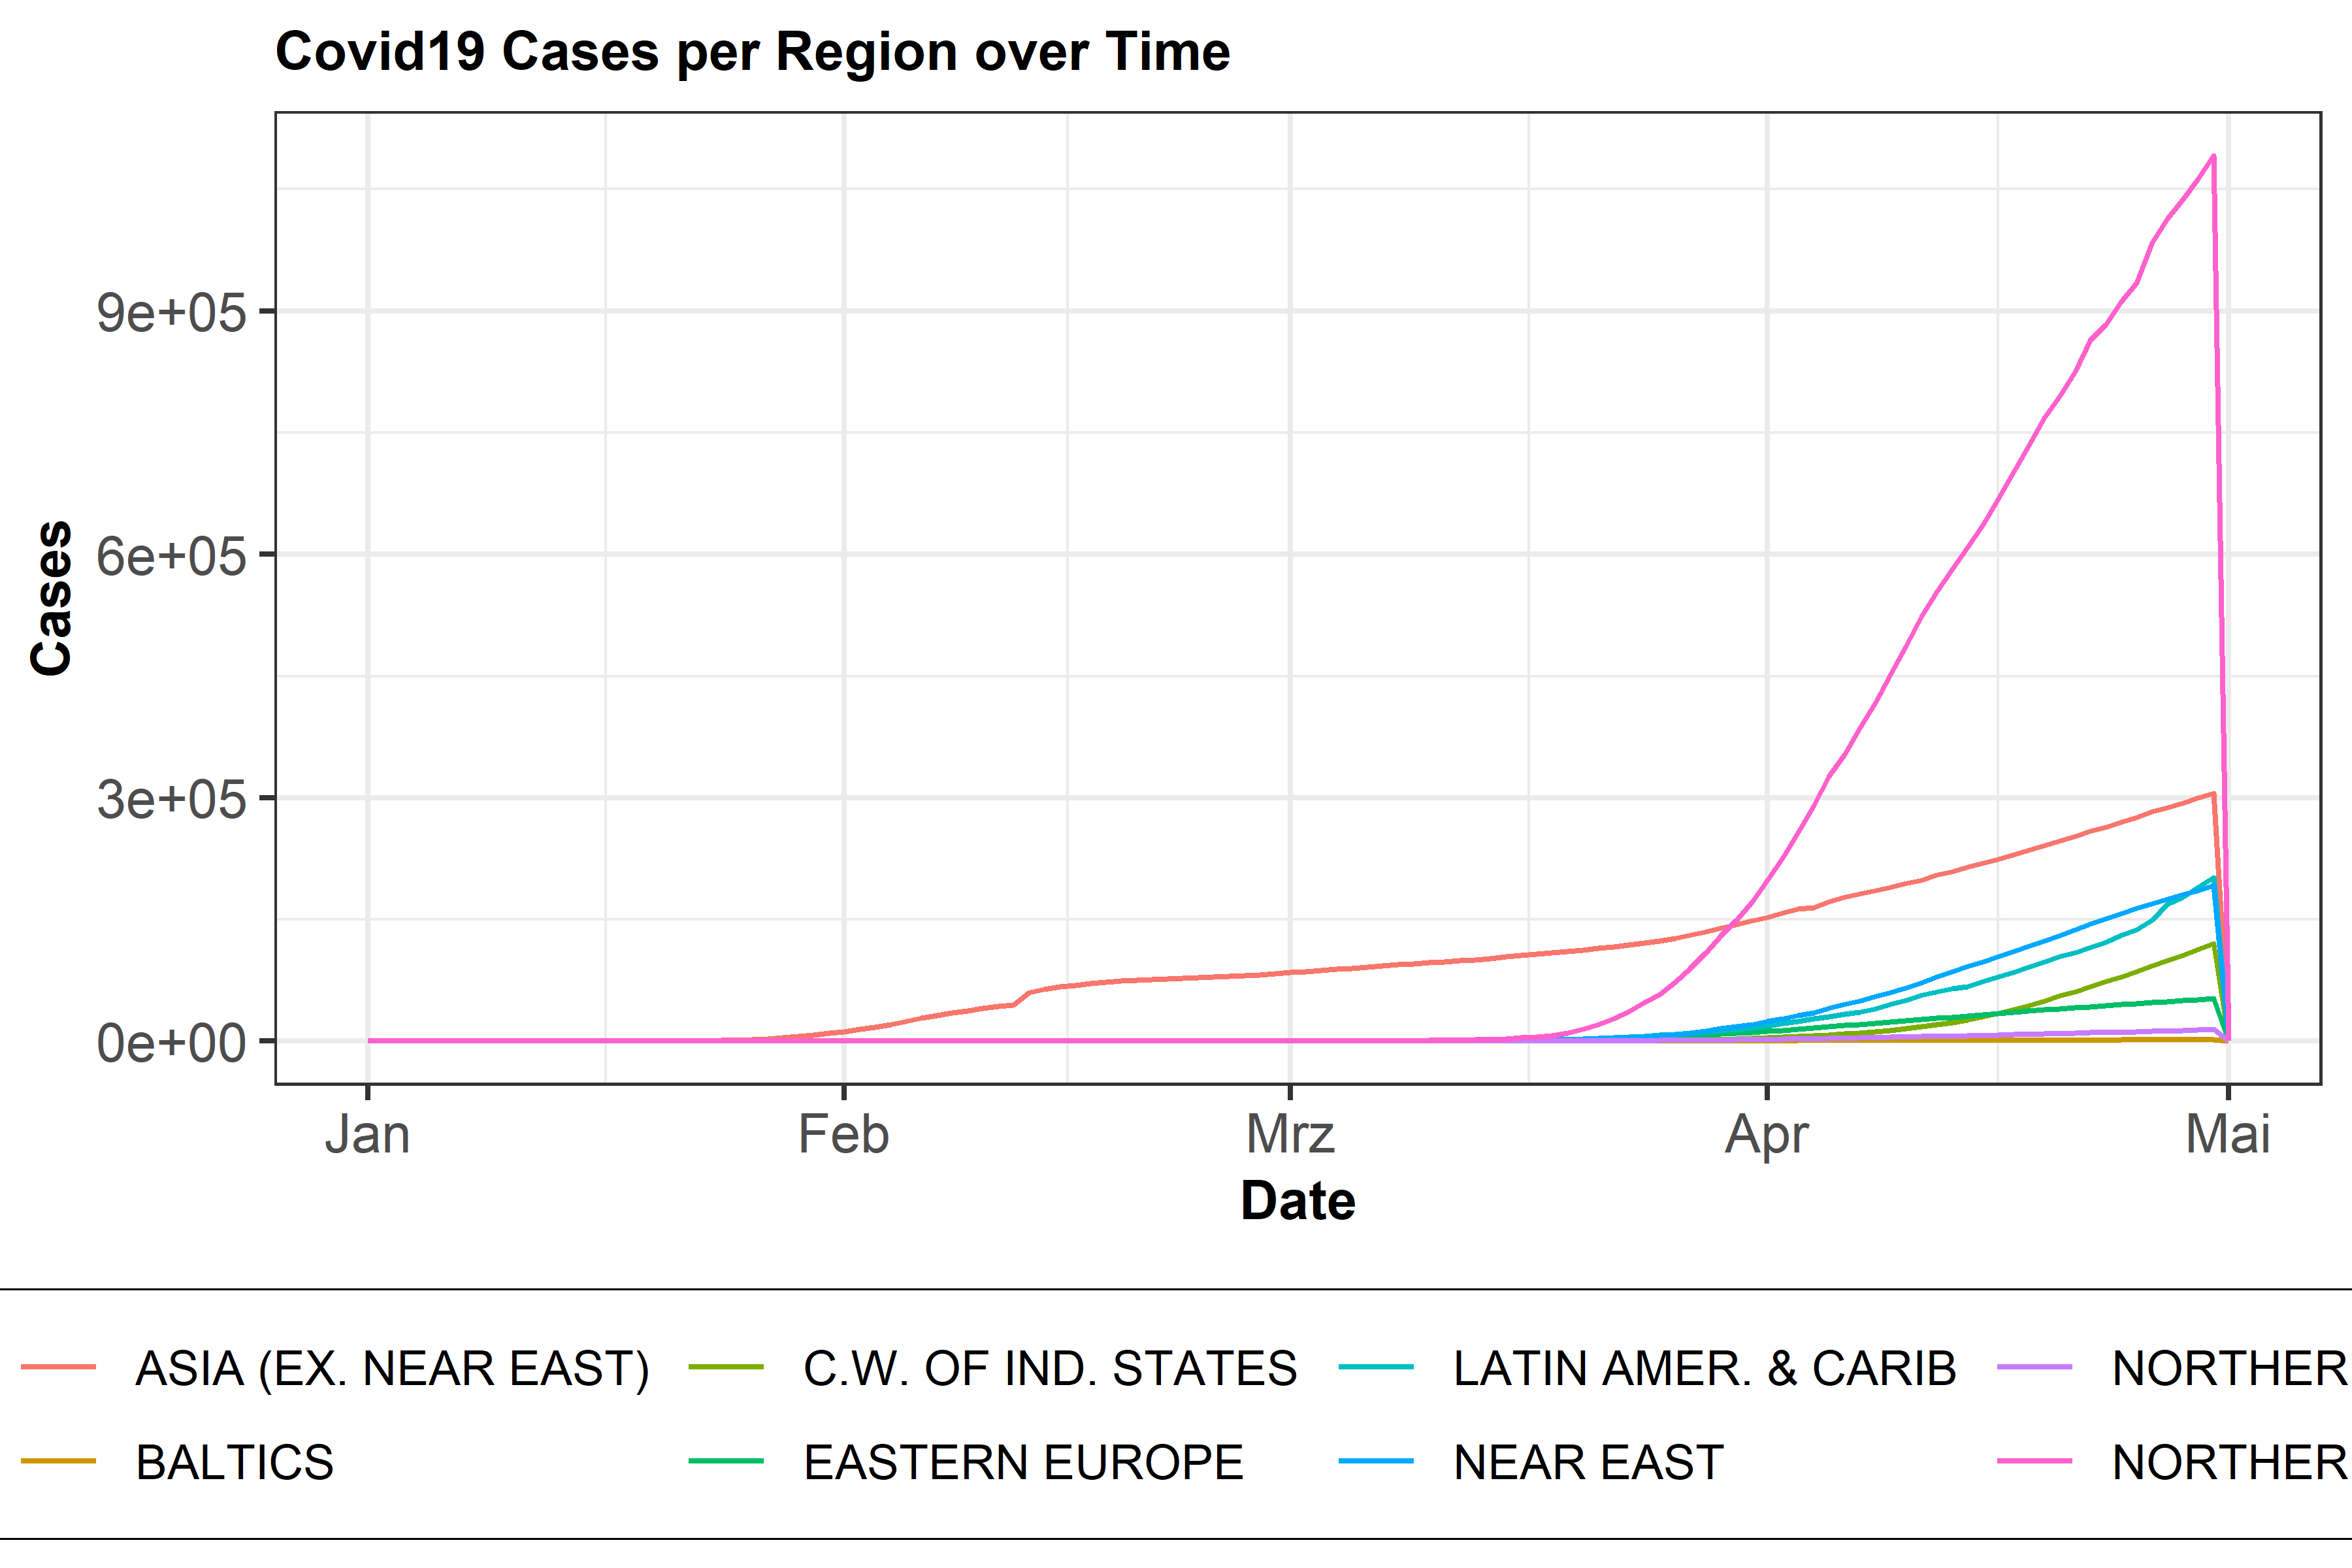 Covid19 Cases per Region over Time
Cases
9e+05
6e+05
3e+05
0e+00
Jan Feb Mrz Apr Mai
Date
ASIA (EX. NEAR EAST) C.W. OF IND. STATES LATIN AMER. & CARIB NORTHER
BALTICS EASTERN EUROPE NEAR EAST NORTHER